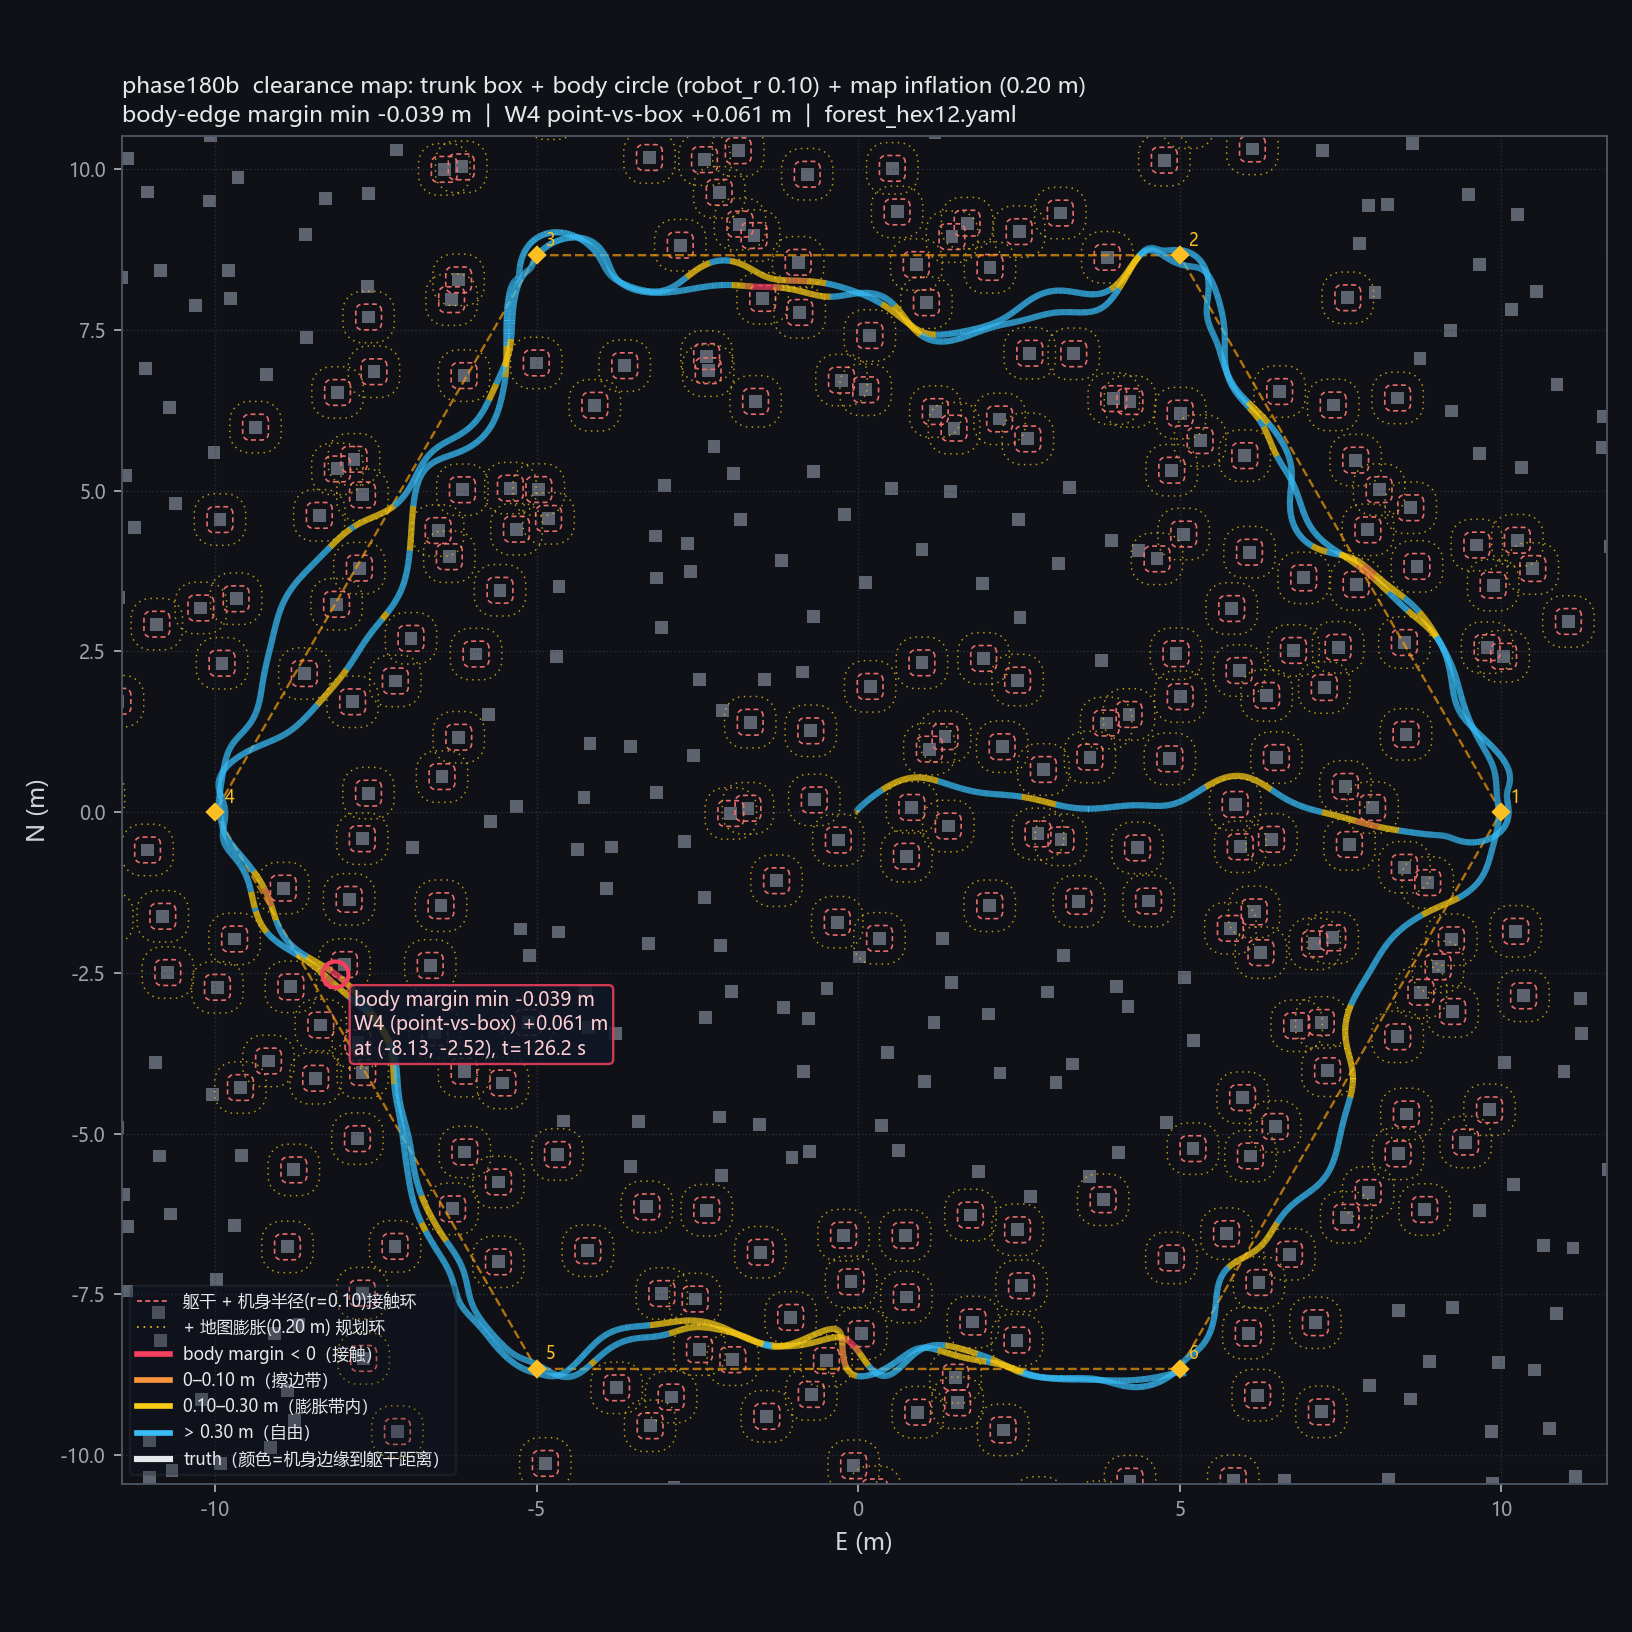 phase180b  clearance map: trunk box + body circle (robot_r 0.10) + map inflation (0.20 m)
body-edge margin min -0.039 m  |  W4 point-vs-box +0.061 m  |  forest_hex12.yaml
10.0
7.5
5.0
2.5
0.0
-2.5
-5.0
-7.5
-10.0
N (m)
3
2
4
1
5
6
body margin min -0.039 m
W4 (point-vs-box) +0.061 m
at (-8.13, -2.52), t=126.2 s
躯干 + 机身半径(r=0.10)接触环
+ 地图膨胀(0.20 m) 规划环
body margin < 0（接触）
0–0.10 m（擦边带）
0.10–0.30 m（膨胀带内）
> 0.30 m（自由）
truth（颜色=机身边缘到躯干距离）
-10
-5
0
5
10
E (m)